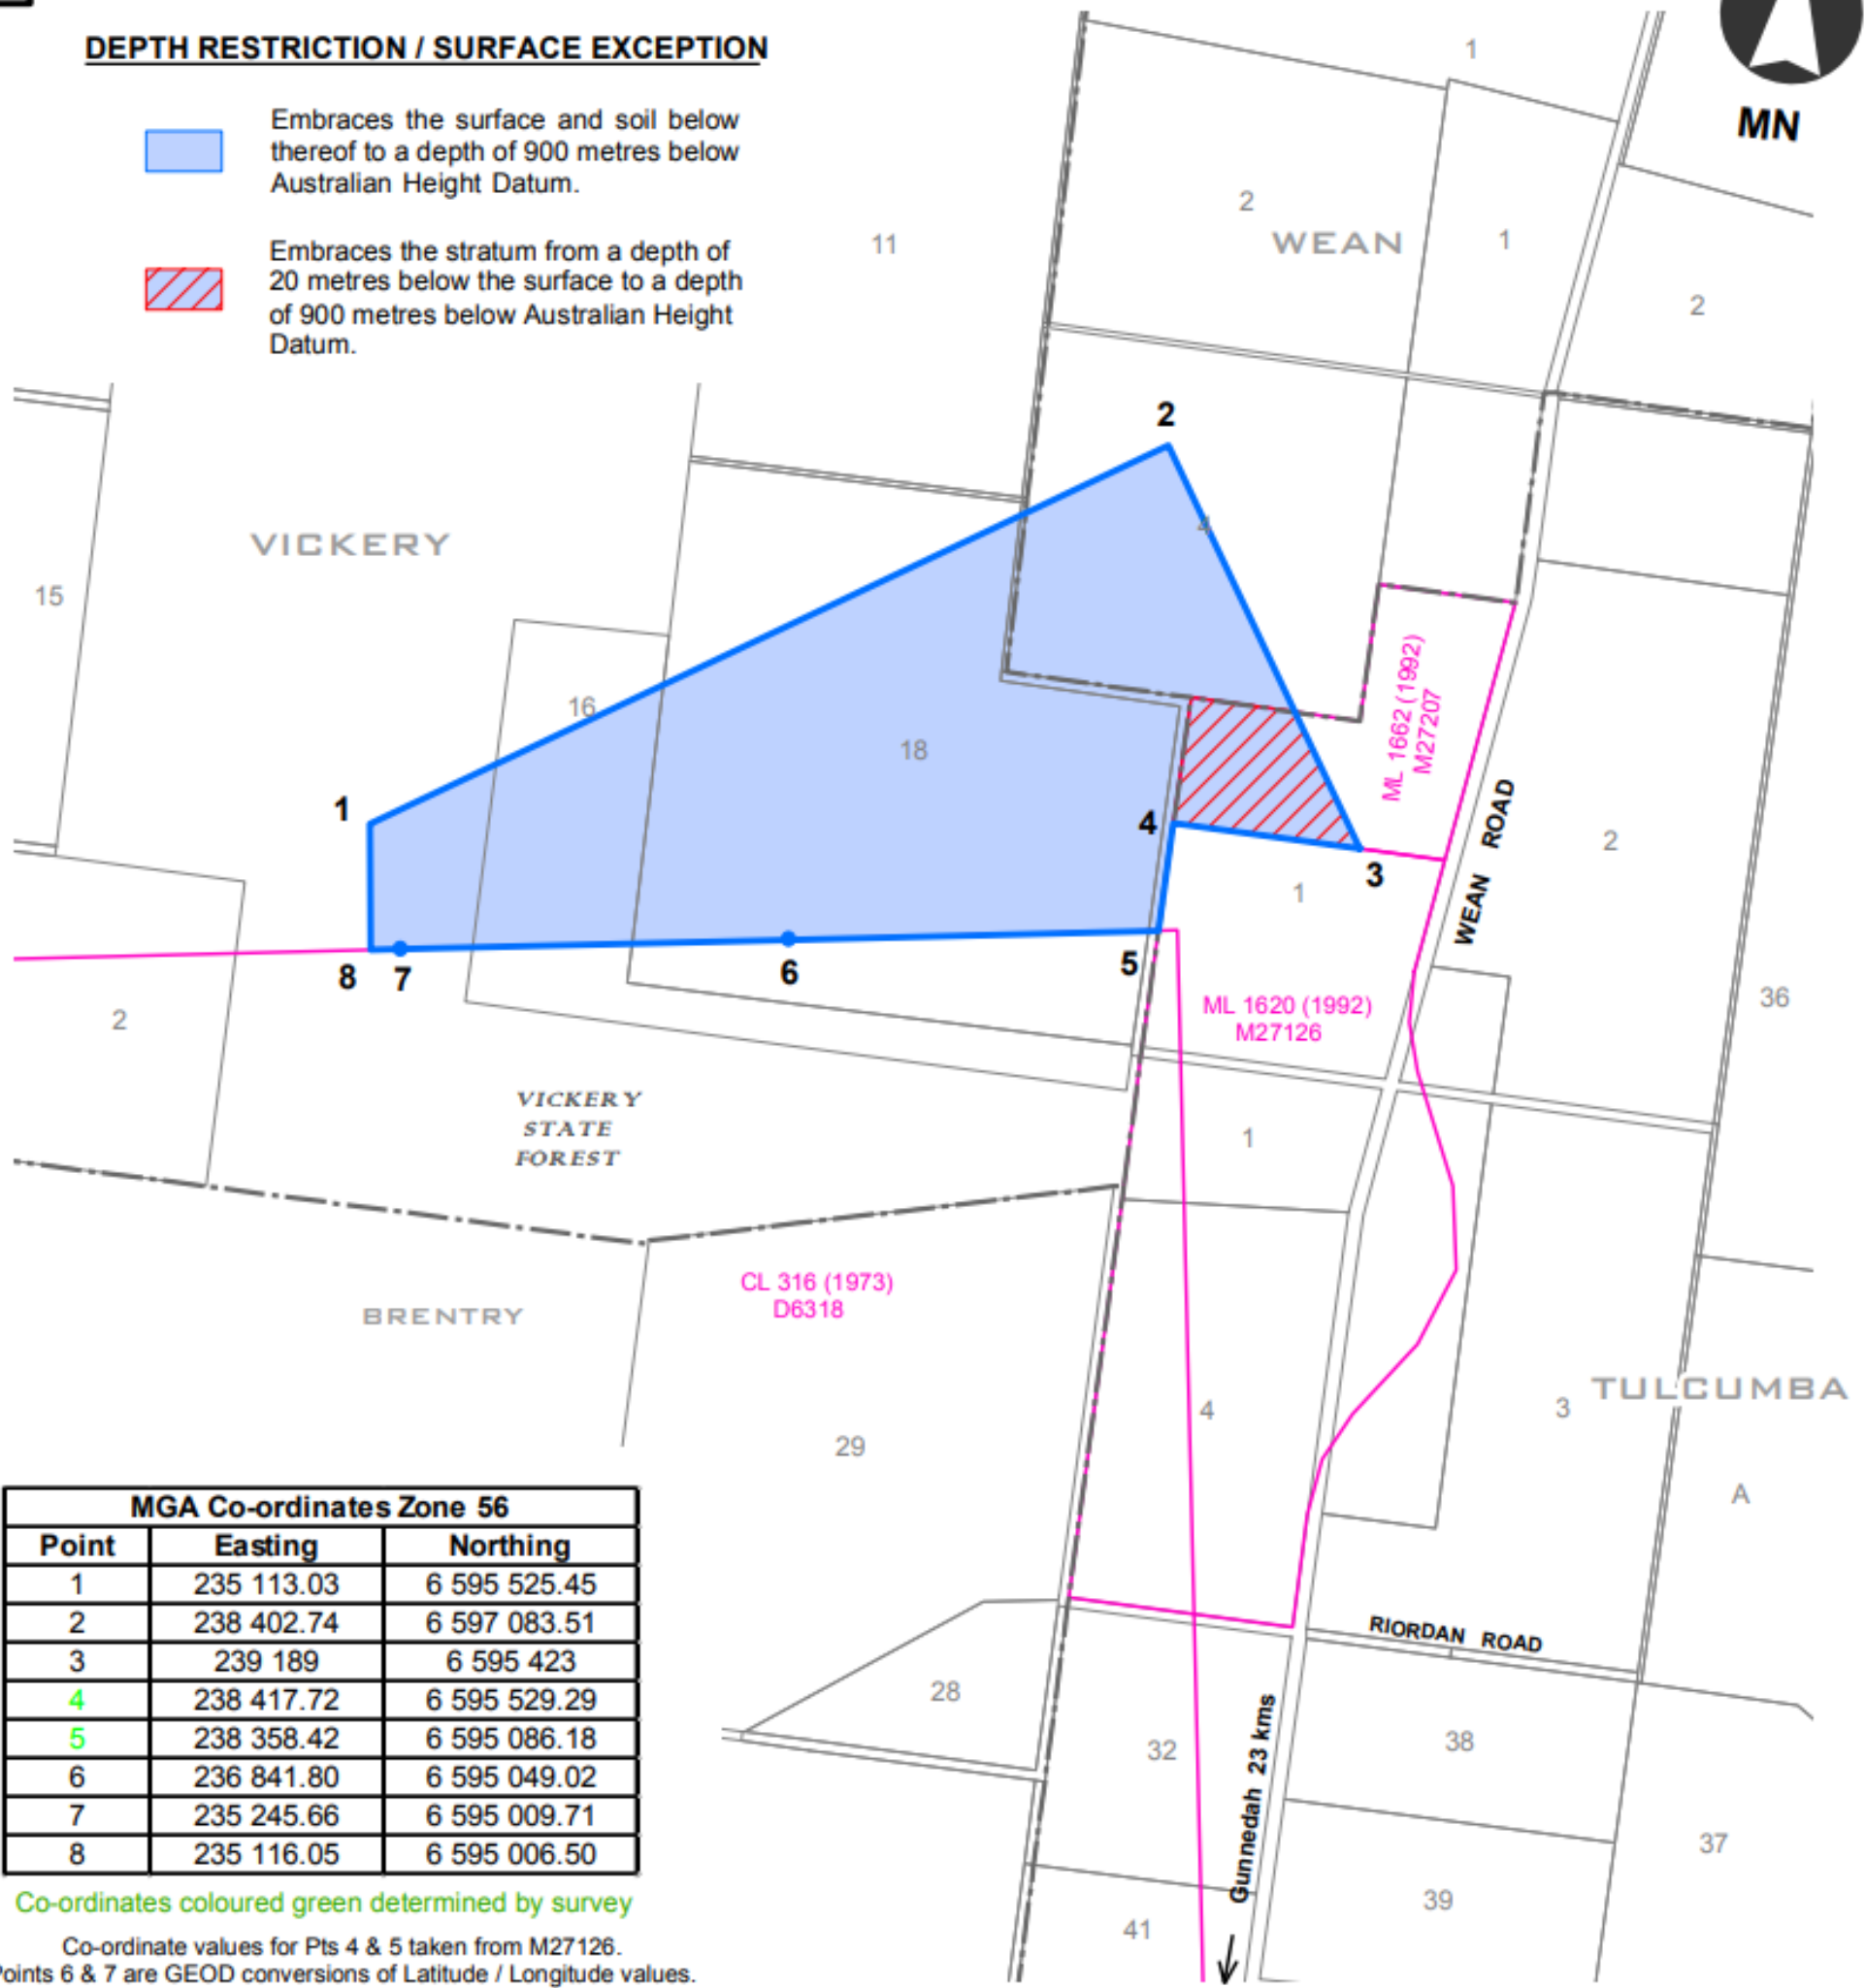 DEPTH RESTRICTION / SURFACE EXCEPTION
Embraces the surface and soil below
thereof to a depth of 900 metres below
Australian Height Datum.
Embraces the stratum from a depth of
20 metres below the surface to a depth
of 900 metres below Australian Height
Datum.
MN
1
2
WEAN
1
11
2
2
VICKERY
4
15
16
18
ML 1662 (1992)
M27207
1
4
3
WEAN ROAD
2
1
8
7
6
5
ML 1620 (1992)
M27126
36
2
VICKERY
STATE
FOREST
1
CL 316 (1973)
D6318
BRENTRY
TULCUMBA
4
3
29
A
MGA Co-ordinates Zone 56
Point Easting Northing
1 235 113.03 6 595 525.45
2 238 402.74 6 597 083.51
3 239 189 6 595 423
4 238 417.72 6 595 529.29
5 238 358.42 6 595 086.18
6 236 841.80 6 595 049.02
7 235 245.66 6 595 009.71
8 235 116.05 6 595 006.50
Co-ordinates coloured green determined by survey
Co-ordinate values for Pts 4 & 5 taken from M27126.
Points 6 & 7 are GEOD conversions of Latitude / Longitude values.
RIORDAN ROAD
28
Gunnedah 23 kms
32
38
37
39
41